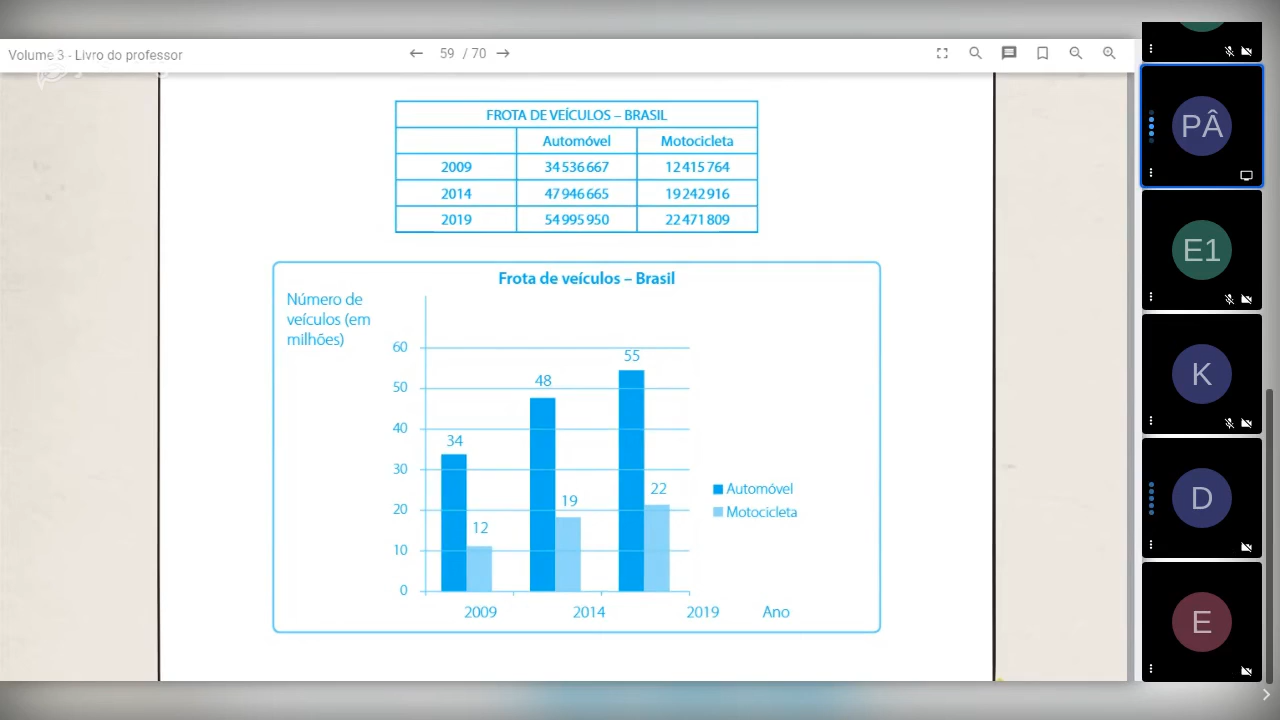 Volume 3 - Livro do professor
59 / 70
FROTA DE VEÍCULOS – BRASIL
Automóvel Motocicleta
2009 34 536 667 12 415 764
2014 47 946 665 19 242 916
2019 54 995 950 22 471 809
Frota de veículos – Brasil
Número de
veículos (em
milhões)
60
50
40
30
20
10
0
34
12
48
19
55
22
Automóvel
Motocicleta
2009 2014 2019 Ano
PÂ
E1
K
D
E